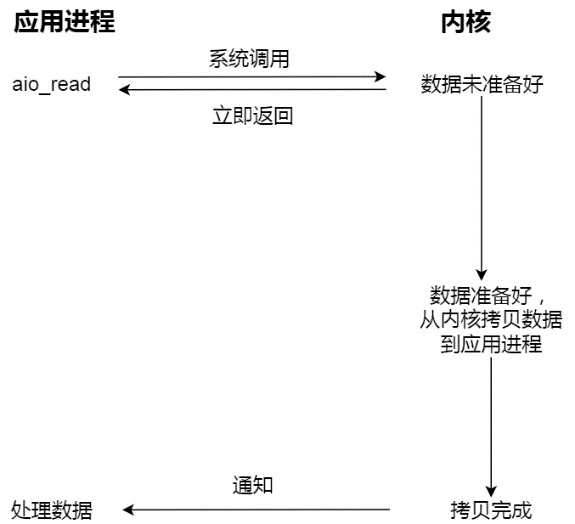 应用进程
内核
系统调用
aio_read
数据未准备好
立即返回
数据准备好，
从内核拷贝数据
到应用进程
通知
处理数据
拷贝完成